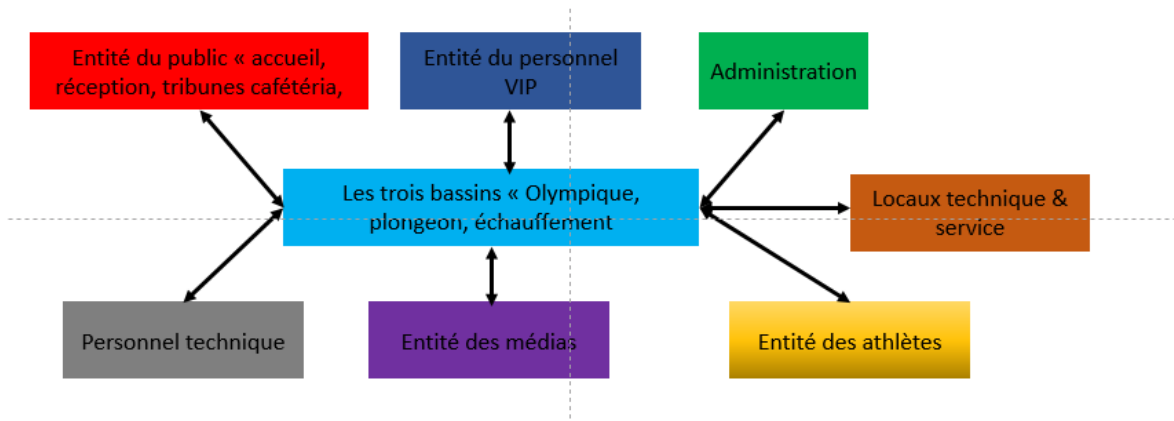 Entité du public « accueil,
réception, tribunes cafétéria,
Entité du personnel
VIP
Administration
Les trois bassins « Olympique,
plongeon, échauffement
Locaux technique &
service
Personnel technique
Entité des médias
Entité des athlètes